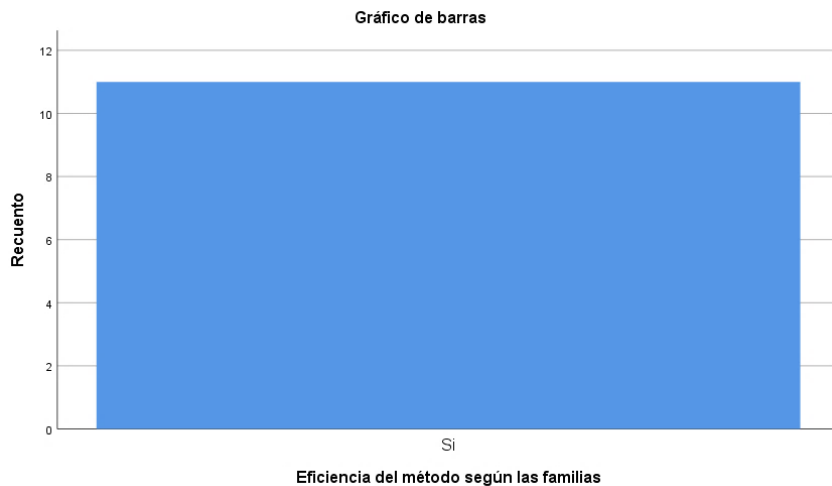 Gráfico de barras
12
10
8
6
4
2
0
Recuento
Si
Eficiencia del método según las familias